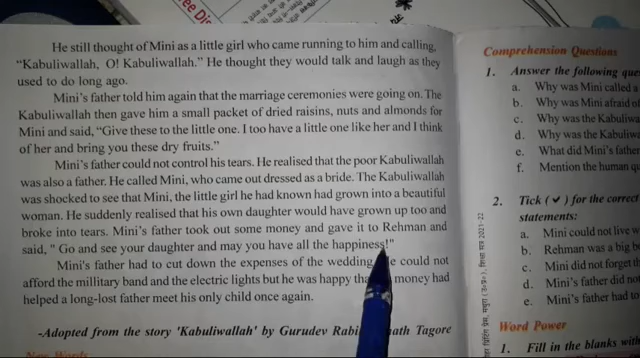 He still thought of Mini as a little girl who came running to him and calling,
"Kabuliwallah, O! Kabuliwallah." He thought they would talk and laugh as they
used to do long ago.
Mini's father told him again that the marriage ceremonies were going on. The
Kabuliwallah then gave him a small packet of dried raisins, nuts and almonds for
Mini and said, "Give these to the little one. I too have a little one like her and I think
of her and bring you these dry fruits."
Mini's father could not control his tears. He realised that the poor Kabuliwallah
was also a father. He called Mini, who came out dressed as a bride. The Kabuliwallah
was shocked to see that Mini, the little girl he had known had grown into a beautiful
woman. He suddenly realised that his own daughter would have grown up too and
broke into tears. Mini's father took out some money and gave it to Rehman and
said, " Go and see your daughter and may you have all the happiness!"
Mini's father had to cut down the expenses of the wedding. He could not
afford the millitary band and the electric lights but he was happy money had
helped a long-lost father meet his only child once again.
-Adopted from the story 'Kabuliwallah' by Gurudev Tagore
New Words
Comprehension Questions
1. Answer the following
a. Why was Mini called a
b. Why was Mini afraid
c. Why was the
d. Why was the
e. What did Mini's father
f. Mention the human
2. Tick (✔) for the correct
statements:
a. Mini could not live
b. Rehman was a big
c. Mini did not forget
d. Mini's father did not
e. Mini's father had
Word Power
1. Fill in the blanks
2021-22